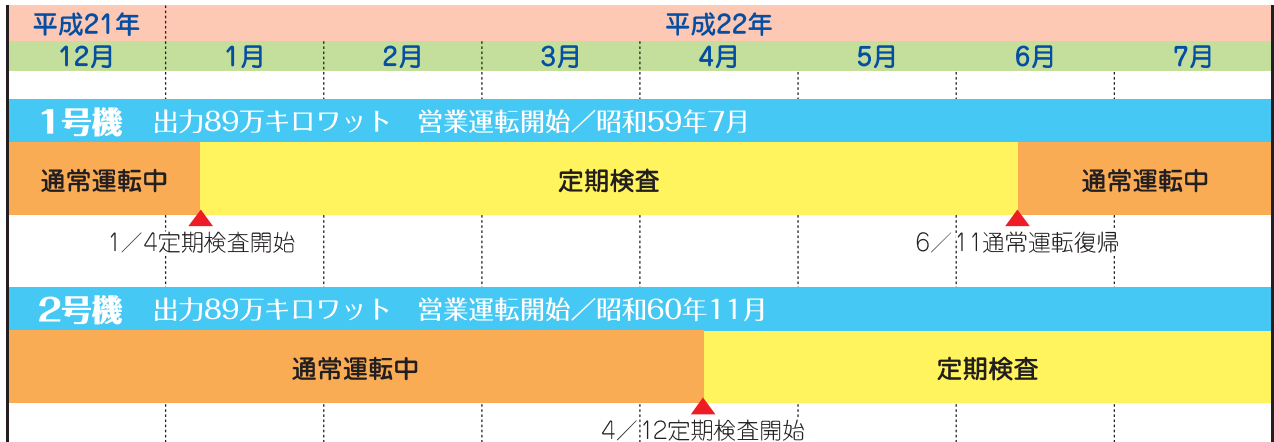 平成21年 平成22年
12月 1月 2月 3月 4月 5月 6月 7月
1号機 出力89万キロワット 営業運転開始／昭和59年7月
通常運転中 定期検査 通常運転中
1／4定期検査開始 6／11通常運転復帰
2号機 出力89万キロワット 営業運転開始／昭和60年11月
通常運転中 定期検査
4／12定期検査開始